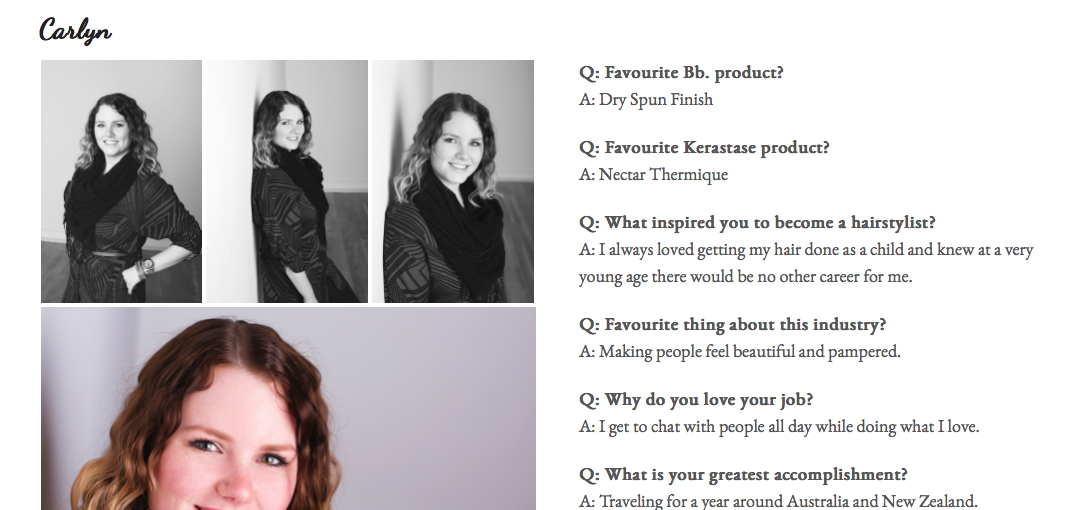 Carlyn
Q: Favourite Bb. product?
A: Dry Spun Finish
Q: Favourite Kerastase product?
A: Nectar Thermique
Q: What inspired you to become a hairstylist?
A: I always loved getting my hair done as a child and knew at a very
young age there would be no other career for me.
Q: Favourite thing about this industry?
A: Making people feel beautiful and pampered.
Q: Why do you love your job?
A: I get to chat with people all day while doing what I love.
Q: What is your greatest accomplishment?
A: Traveling for a year around Australia and New Zealand.